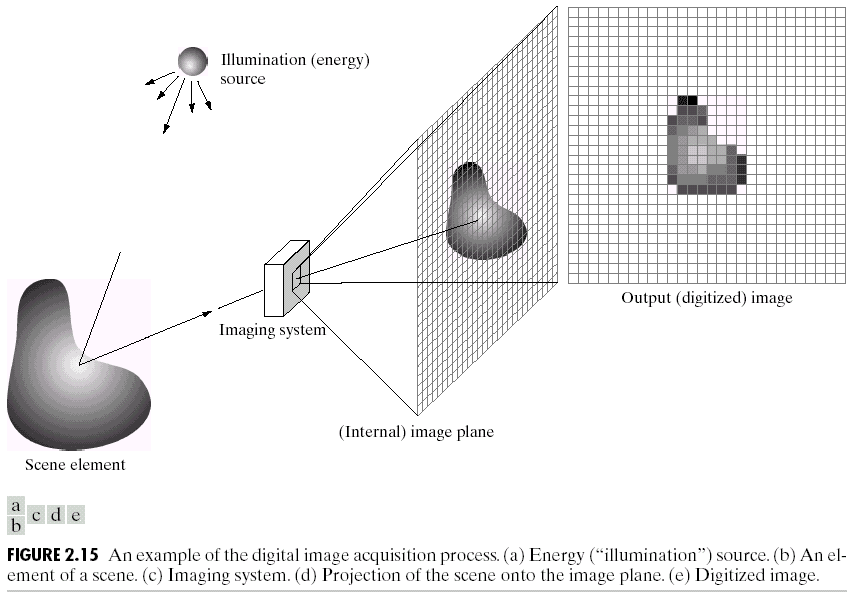 Illumination (energy)
source
Output (digitized) image
Imaging system
(Internal) image plane
Scene element
a
b c d e
FIGURE 2.15 An example of the digital image acquisition process. (a) Energy (“illumination”) source. (b) An el-
ement of a scene. (c) Imaging system. (d) Projection of the scene onto the image plane. (e) Digitized image.